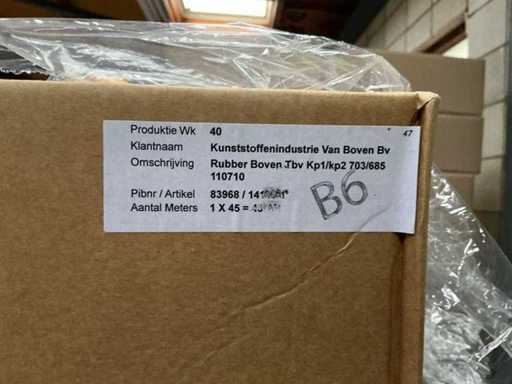 Produktie Wk 40 47
Klantnaam Kunststoffenindustrie Van Boven Bv
Omschrijving Rubber Boven Tbv Kp1/kp2 703/685
110710
Pibnr / Artikel 83968 /
Aantal Meters 1 X 45 =
B6